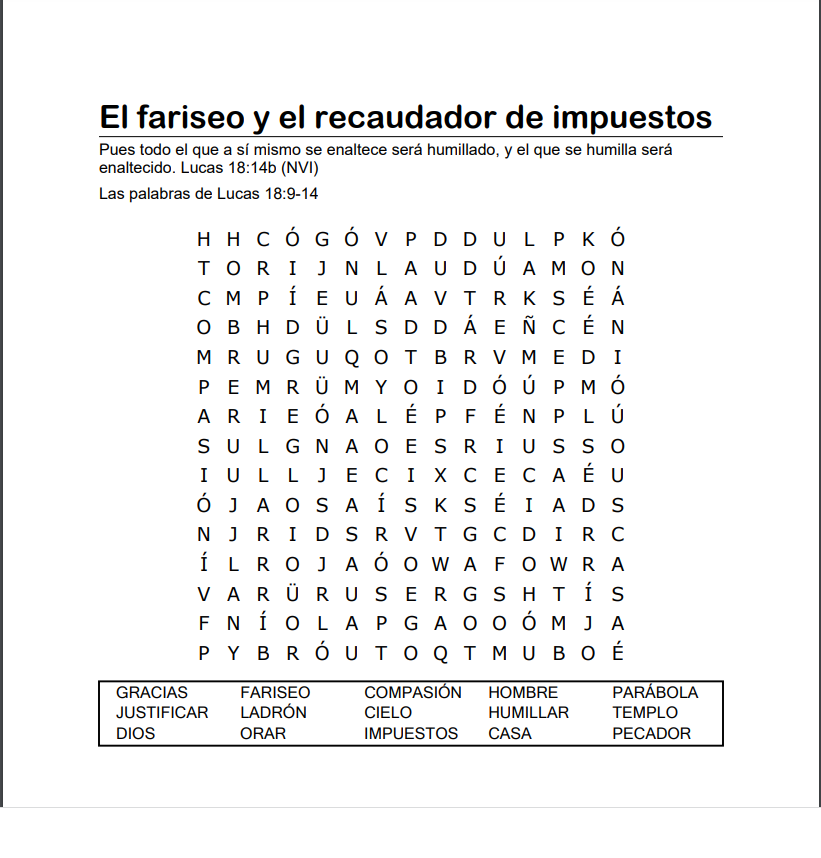 El fariseo y el recaudador de impuestos
Pues todo el que a sí mismo se enaltece será humillado, y el que se humilla será
enaltecido. Lucas 18:14b (NVI)
Las palabras de Lucas 18:9-14
H H C Ó G Ó V P D D U L P K Ó
T O R I J N L A U D Ú A M O N
C M P Í E U Á A V T R K S É Á
O B H D Ü L S D D Á E Ñ C É N
M R U G U Q O T B R V M E D I
P E M R Ü M Y O I D Ó Ú P M Ó
A R I E Ó A L É P F É N P L Ú
S U L G N A O E S R I U S S O
I U L L J E C I X C E C A É U
Ó J A O S A Í S K S É I A D S
N J R I D S R V T G C D I R C
Í L R O J A Ó O W A F O W R A
V A R Ü R U S E R G S H T Í S
F N Í O L A P G A O O Ó M J A
P Y B R Ó U T O Q T M U B O É
GRACIAS FARISEO COMPASIÓN HOMBRE PARÁBOLA
JUSTIFICAR LADRÓN CIELO HUMILLAR TEMPLO
DIOS ORAR IMPUESTOS CASA PECADOR